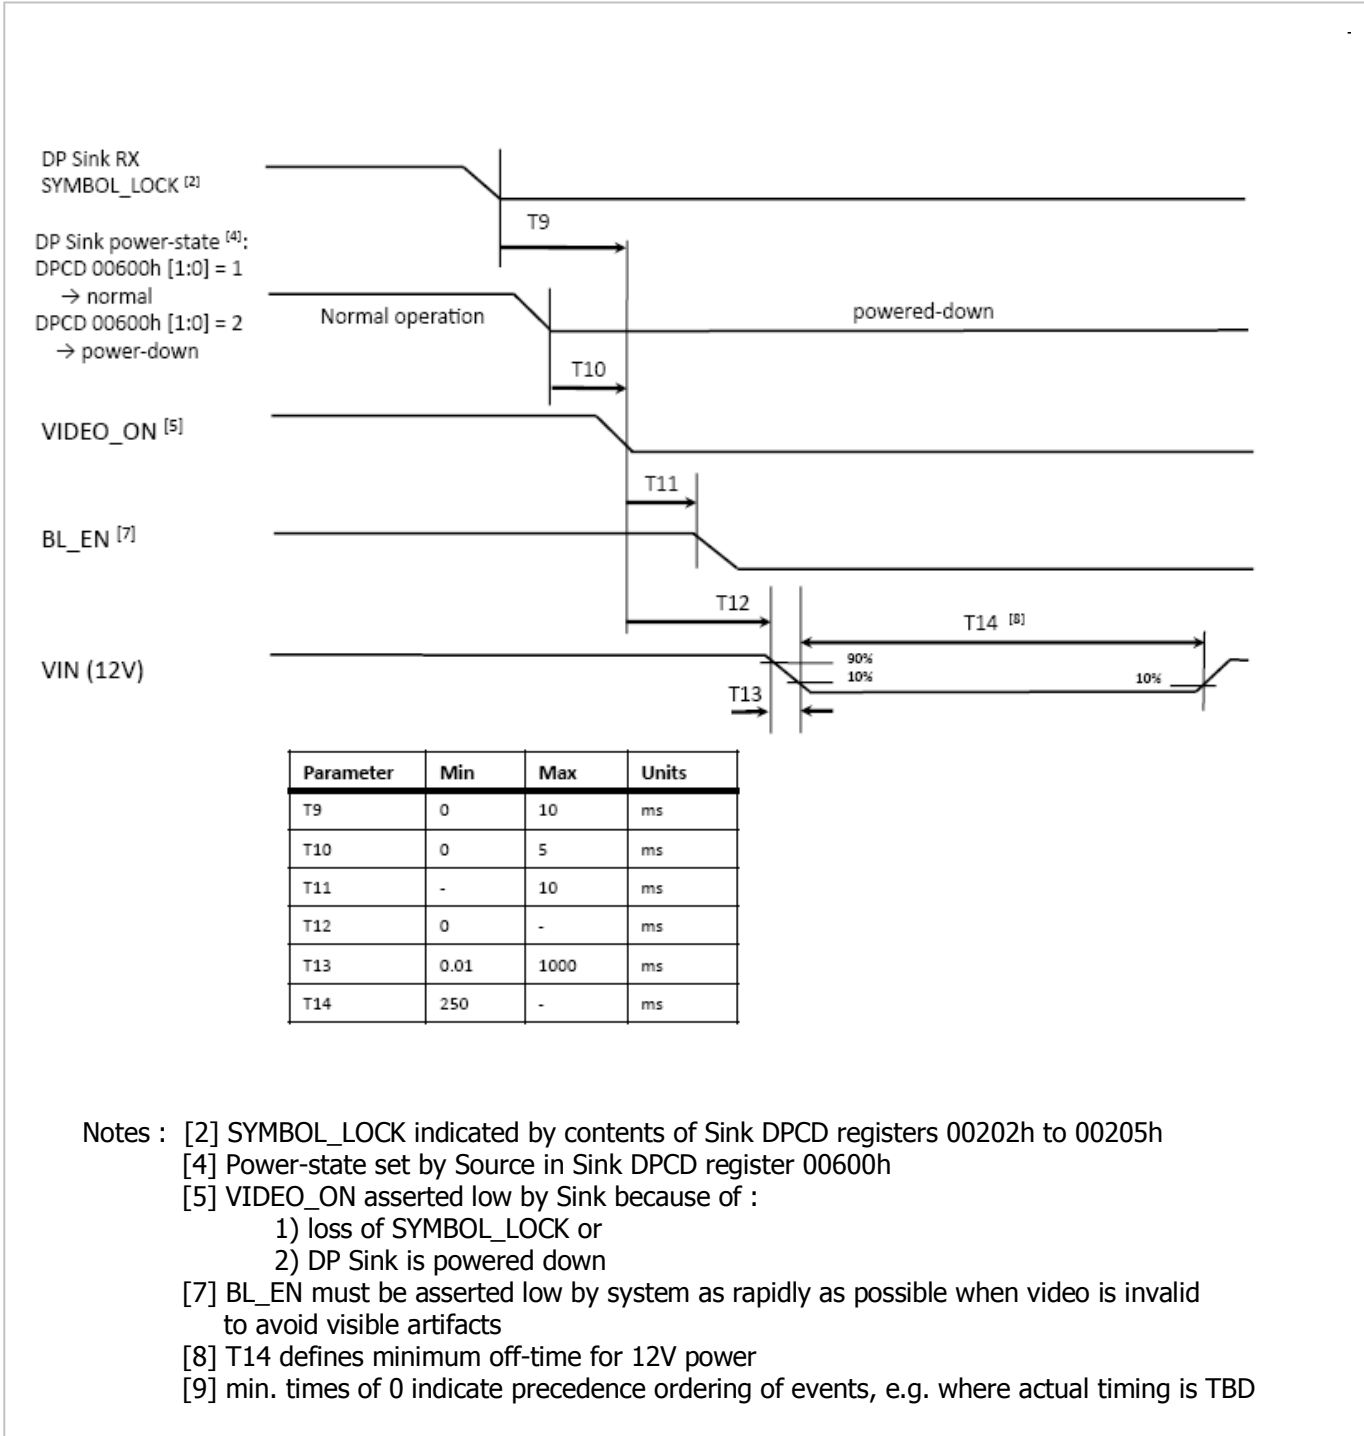 DP Sink RX
SYMBOL_LOCK [2]
T9
DP Sink power-state [4]:
DPCD 00600h [1:0] = 1
→ normal
DPCD 00600h [1:0] = 2
→ power-down
Normal operation
powered-down
T10
VIDEO_ON [5]
T11
BL_EN [7]
T12
T14 [8]
VIN (12V)
90%
10%
10%
T13
Parameter Min Max Units
T9 0 10 ms
T10 0 5 ms
T11 - 10 ms
T12 0 - ms
T13 0.01 1000 ms
T14 250 - ms
Notes : [2] SYMBOL_LOCK indicated by contents of Sink DPCD registers 00202h to 00205h
[4] Power-state set by Source in Sink DPCD register 00600h
[5] VIDEO_ON asserted low by Sink because of :
1) loss of SYMBOL_LOCK or
2) DP Sink is powered down
[7] BL_EN must be asserted low by system as rapidly as possible when video is invalid
to avoid visible artifacts
[8] T14 defines minimum off-time for 12V power
[9] min. times of 0 indicate precedence ordering of events, e.g. where actual timing is TBD